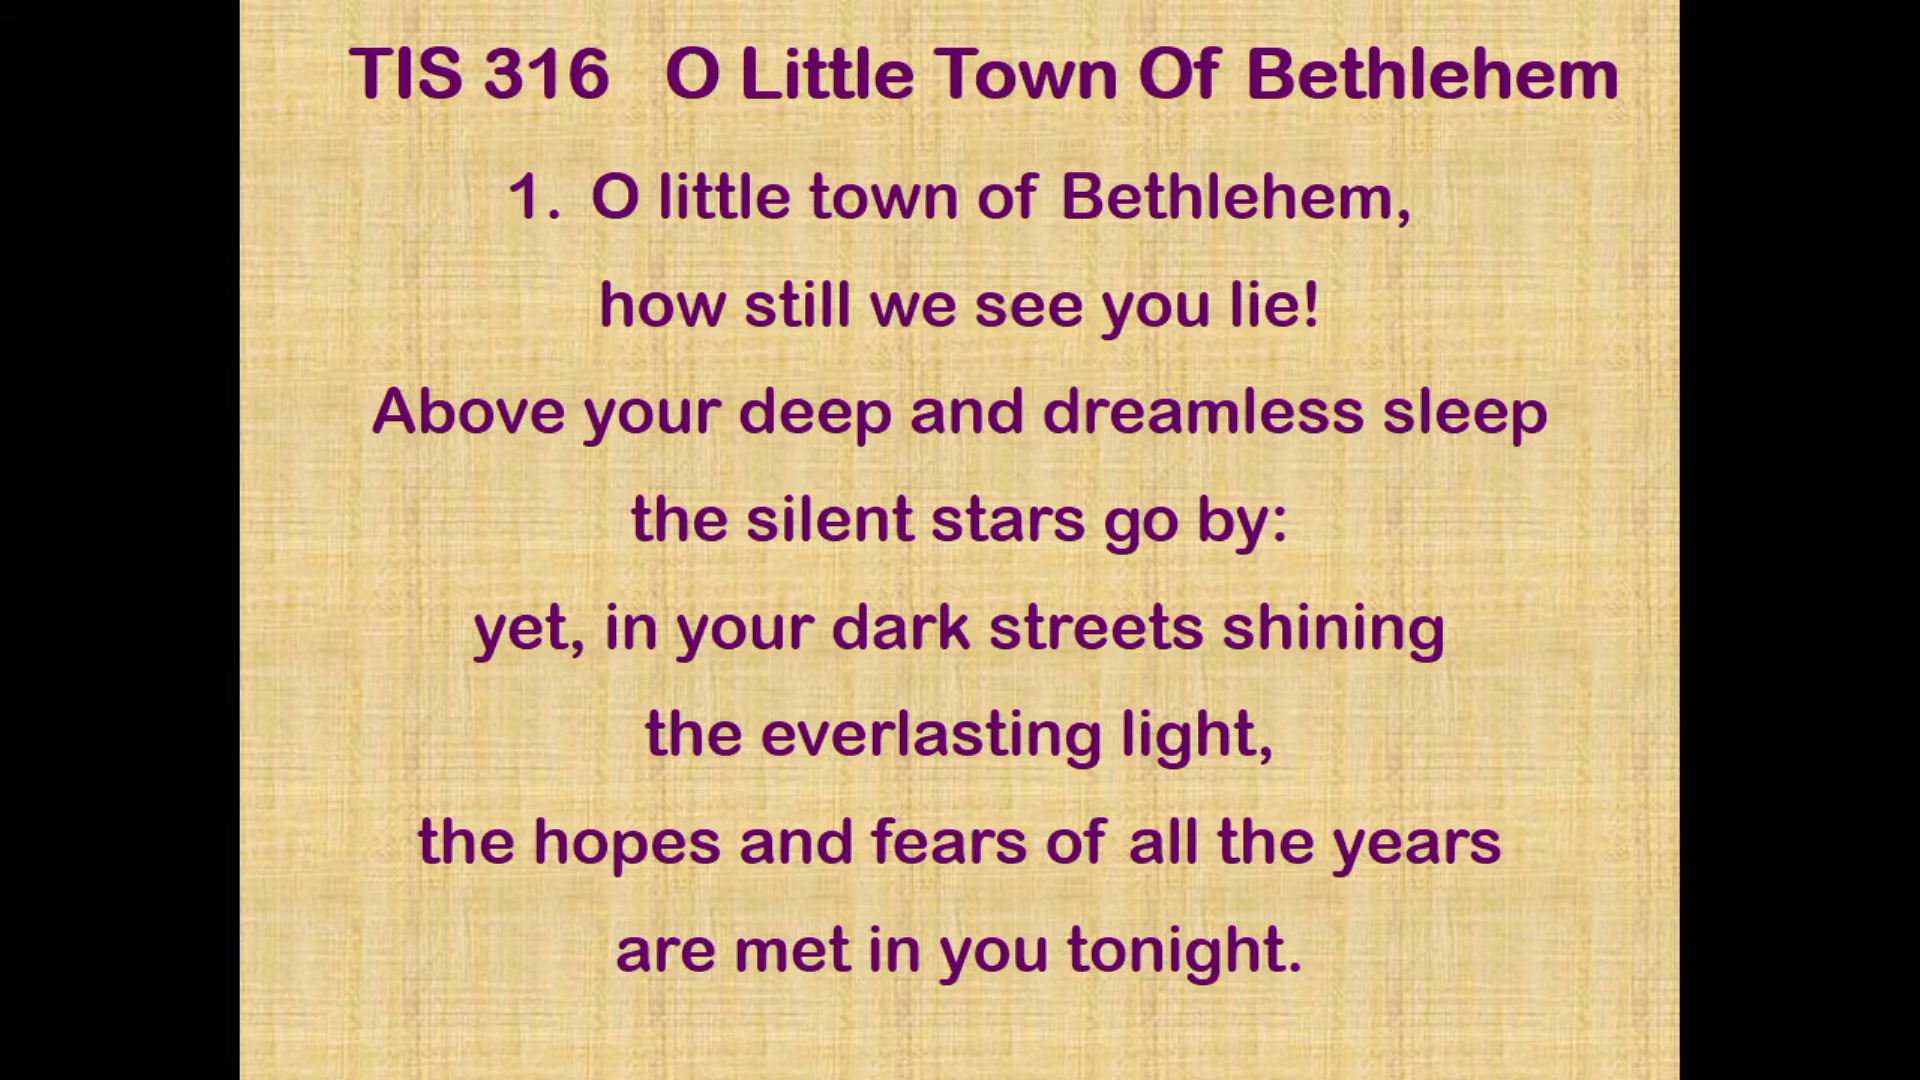 TIS 316 O Little Town Of Bethlehem
1. O little town of Bethlehem,
how still we see you lie!
Above your deep and dreamless sleep
the silent stars go by:
yet, in your dark streets shining
the everlasting light,
the hopes and fears of all the years
are met in you tonight.